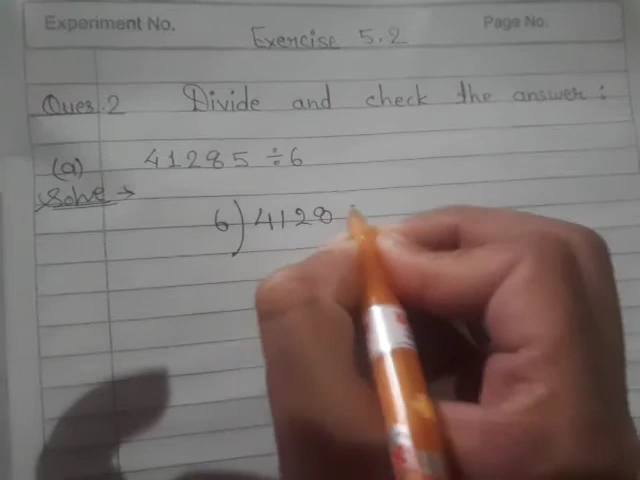 Experiment No. Page No.
Exercise 5.2
Ques.2 Divide and check the answer:
(a) 41285 ÷6
Solve →
6) 4128